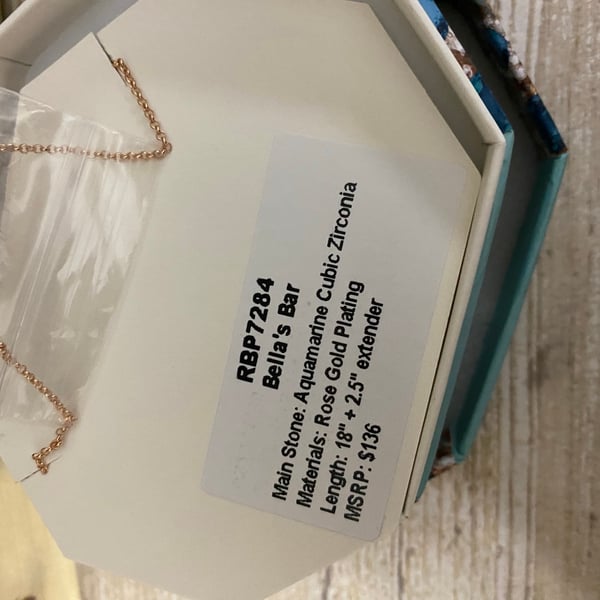 RBP7284
Bella's Bar
Main Stone: Aquamarine Cubic Zirconia
Materials: Rose Gold Plating
Length: 18" + 2.5" extender
MSRP: $136